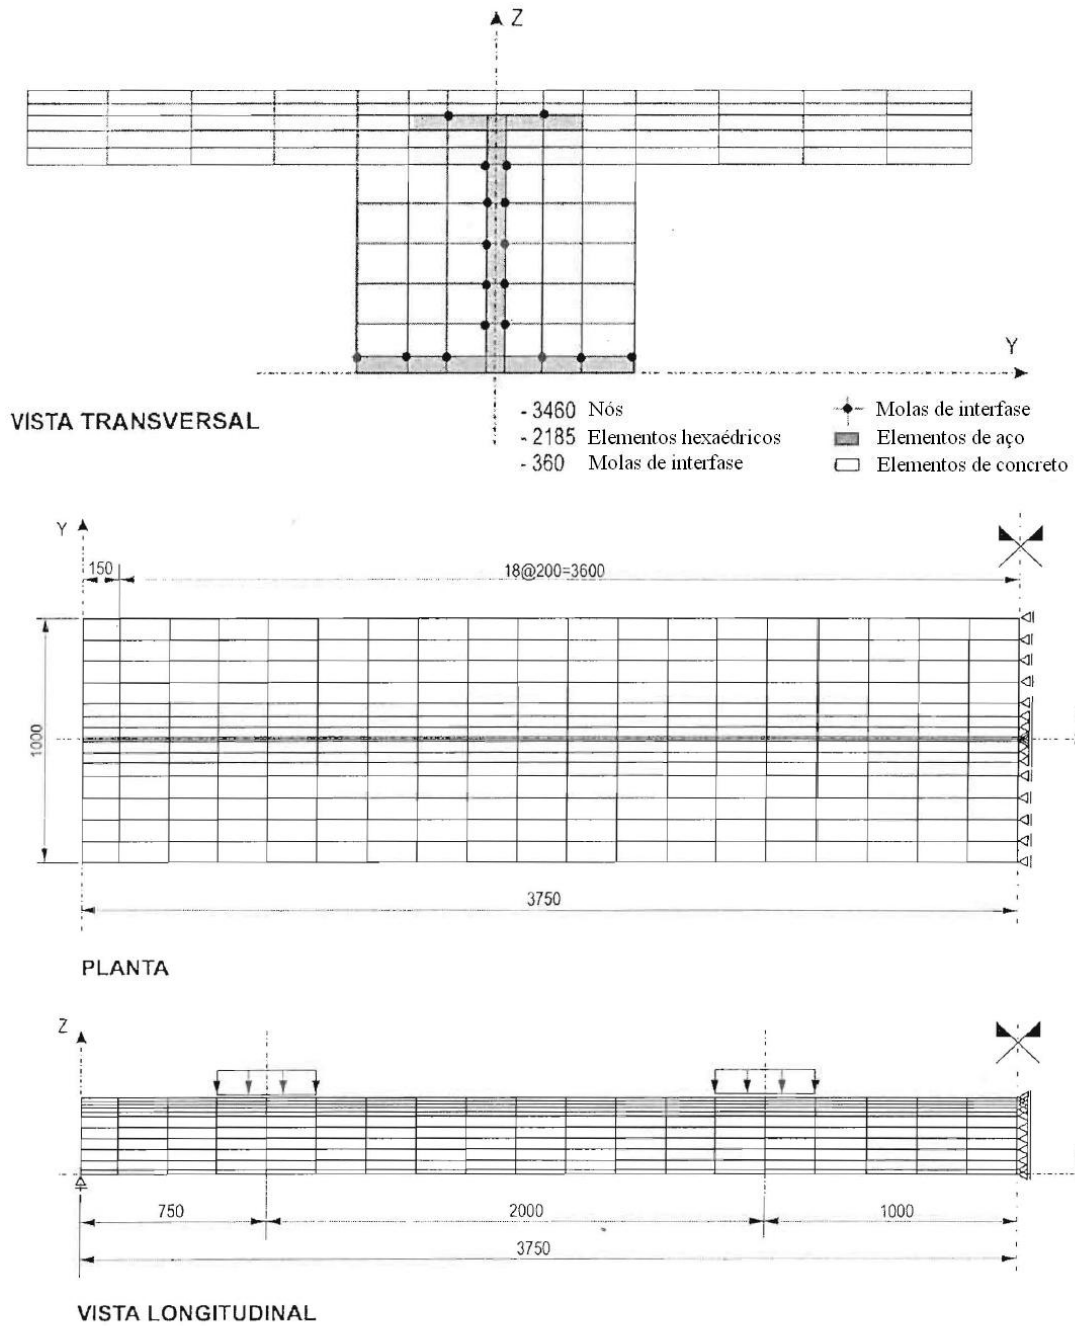 Z
Y
VISTA TRANSVERSAL
- 3460 Nós
- 2185 Elementos hexaédricos
- 360 Molas de interfase
Molas de interfase
Elementos de aço
Elementos de concreto
Y
150
18@200=3600
1000
3750
PLANTA
Z
750
2000
1000
3750
VISTA LONGITUDINAL